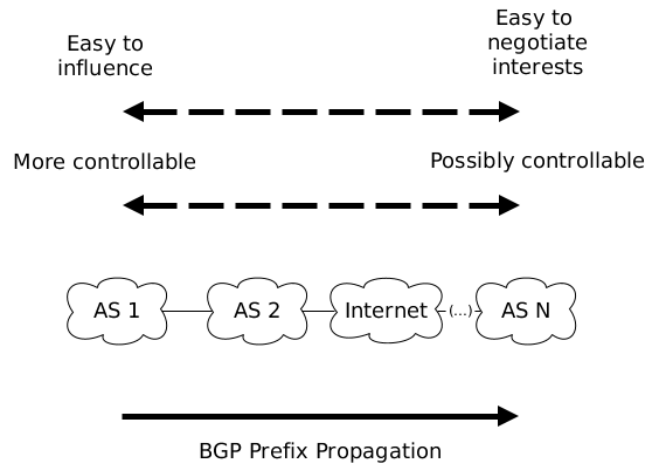 Easy to
influence
Easy to
negotiate
interests
More controllable
Possibly controllable
AS 1
AS 2
Internet
(...)
AS N
BGP Prefix Propagation